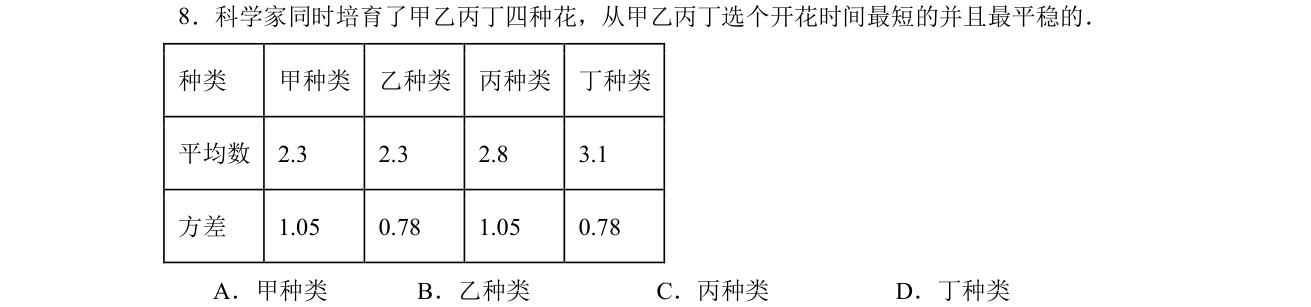 8．科学家同时培育了甲乙丙丁四种花，从甲乙丙丁选个开花时间最短的并且最平稳的．
种类 甲种类 乙种类 丙种类 丁种类
平均数 2.3 2.3 2.8 3.1
方差 1.05 0.78 1.05 0.78
A．甲种类 B．乙种类 C．丙种类 D．丁种类